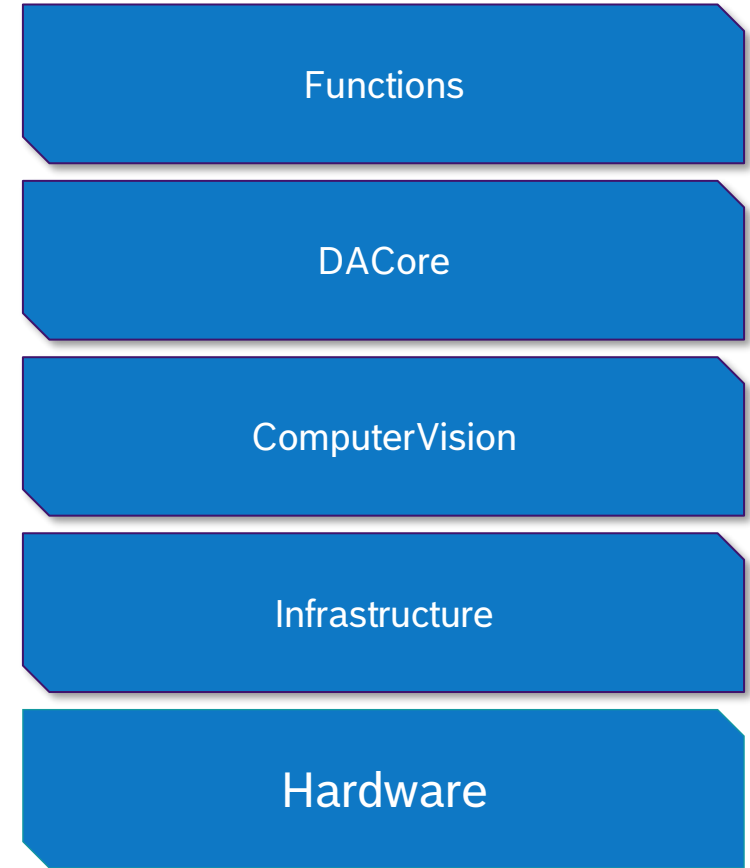 Functions
DACore
ComputerVision
Infrastructure
Hardware